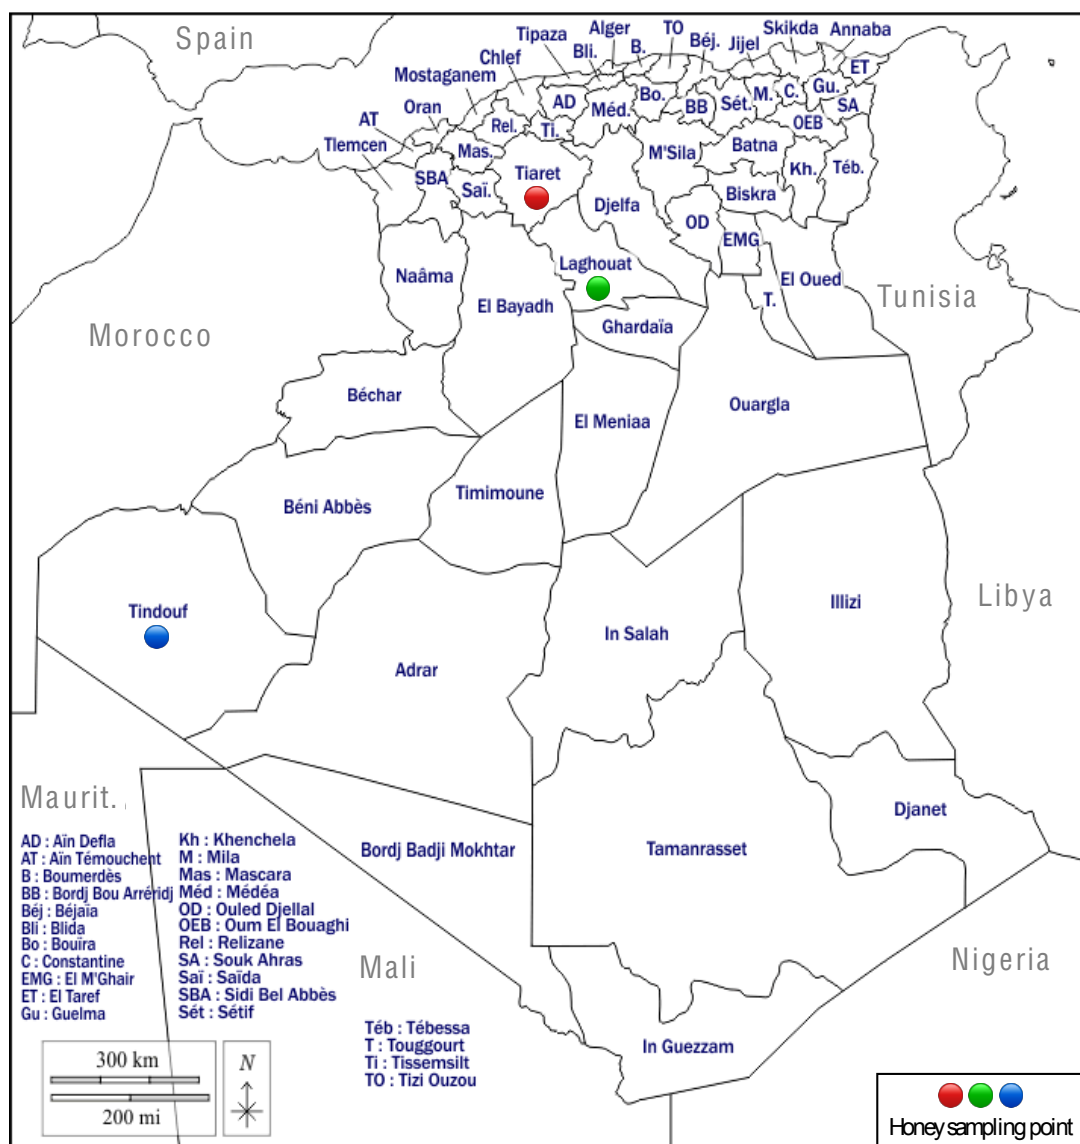 Spain
Alger
TO
Skikda
Annaba
Tipaza
Bli.
B.
Béj.
Jijel
ET
Chlef
Mostaganem
Oran
AT
Tlemcen
AD
Méd.
Bo.
BB
Sét.
M.
C.
Gu.
SA
OEB
Rel.
Ti.
Mas.
M'Sila
Batna
Kh.
Téb.
SBA
Saï.
Tiaret
Biskra
Djelfa
OD
EMG
Naâma
Laghouat
El Oued
Tunisia
T.
El Bayadh
Ghardaïa
Morocco
Béchar
El Meniaa
Ouargla
Béni Abbès
Timimoune
Tindouf
In Salah
Illizi
Libya
Adrar
Maurit.
Djanet
Bordj Badji Mokhtar
Tamanrasset
Nigeria
Mali
In Guezzam
AD : Aïn Defla
AT : Aïn Témouchent
B : Boumerdès
BB : Bordj Bou Arréridj
Béj : Béjaïa
Bli : Blida
Bo : Bouïra
C : Constantine
EMG : El M'Ghair
ET : El Taref
Gu : Guelma
Kh : Khenchela
M : Mila
Mas : Mascara
Méd : Médéa
OD : Ouled Djellal
OEB : Oum El Bouaghi
Rel : Relizane
SA : Souk Ahras
Saï : Saïda
SBA : Sidi Bel Abbès
Sét : Sétif
Téb : Tébessa
T : Touggourt
Ti : Tissemsilt
TO : Tizi Ouzou
300 km
200 mi
N
Honey sampling point